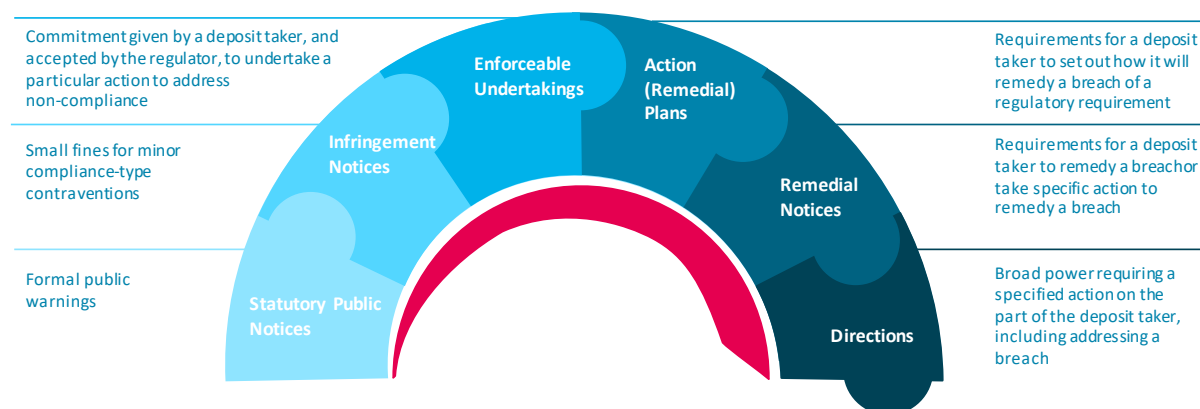 Commitment given by a deposit taker, and
accepted by the regulator, to undertake a
particular action to address
non-compliance
Small fines for minor
compliance-type
contraventions
Formal public
warnings
Statutory Public
Notices
Infringement
Notices
Enforceable
Undertakings
Action
(Remedial)
Plans
Remedial
Notices
Directions
Requirements for a deposit
taker to set out how it will
remedy a breach of a
regulatory requirement
Requirements for a deposit
taker to remedy a breachor
take specific action to
remedy a breach
Broad power requiring a
specified action on the
part of the deposit taker,
including addressing a
breach